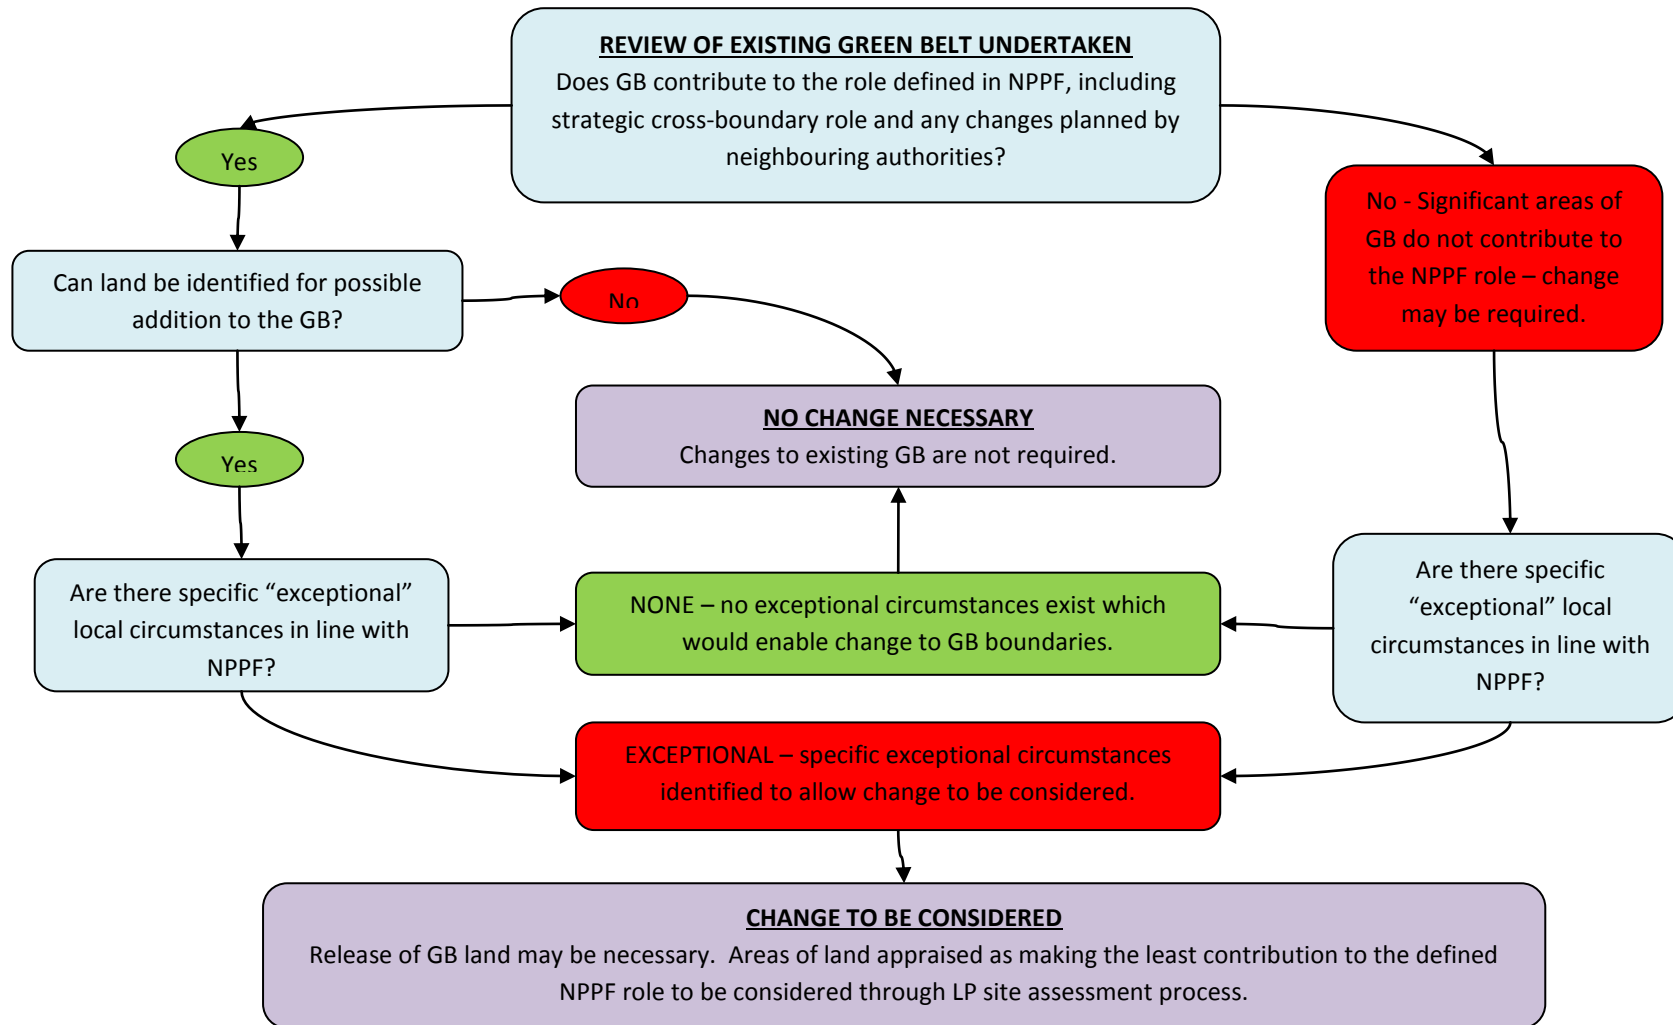 REVIEW OF EXISTING GREEN BELT UNDERTAKEN
Does GB contribute to the role defined in NPPF, including
strategic cross-boundary role and any changes planned by
neighbouring authorities?
Yes
No - Significant areas of
GB do not contribute to
the NPPF role – change
may be required.
Can land be identified for possible
addition to the GB?
No
NO CHANGE NECESSARY
Changes to existing GB are not required.
Yes
Are there specific “exceptional”
local circumstances in line with
NPPF?
NONE – no exceptional circumstances exist which
would enable change to GB boundaries.
Are there specific
“exceptional” local
circumstances in line with
NPPF?
EXCEPTIONAL – specific exceptional circumstances
identified to allow change to be considered.
CHANGE TO BE CONSIDERED
Release of GB land may be necessary.  Areas of land appraised as making the least contribution to the defined
NPPF role to be considered through LP site assessment process.